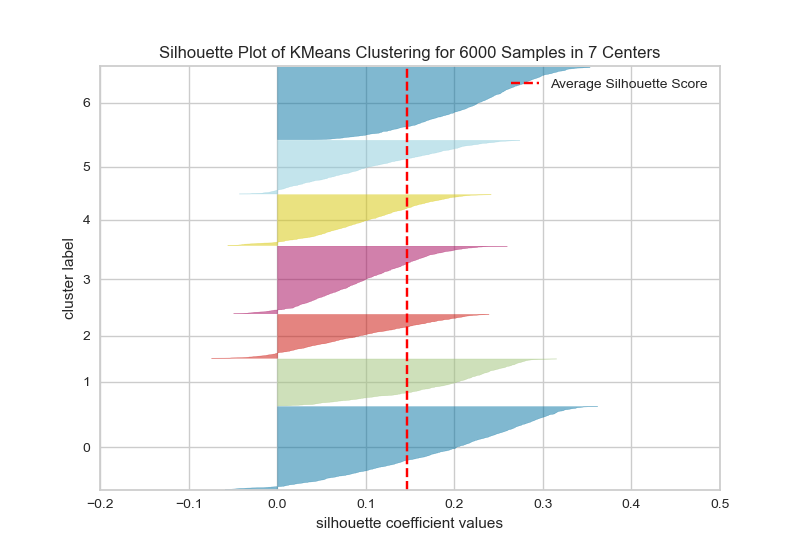 Silhouette Plot of KMeans Clustering for 6000 Samples in 7 Centers
Average Silhouette Score
6
5
4
3
2
1
0
cluster label
−0.2 −0.1 0.0 0.1 0.2 0.3 0.4 0.5
silhouette coefficient values